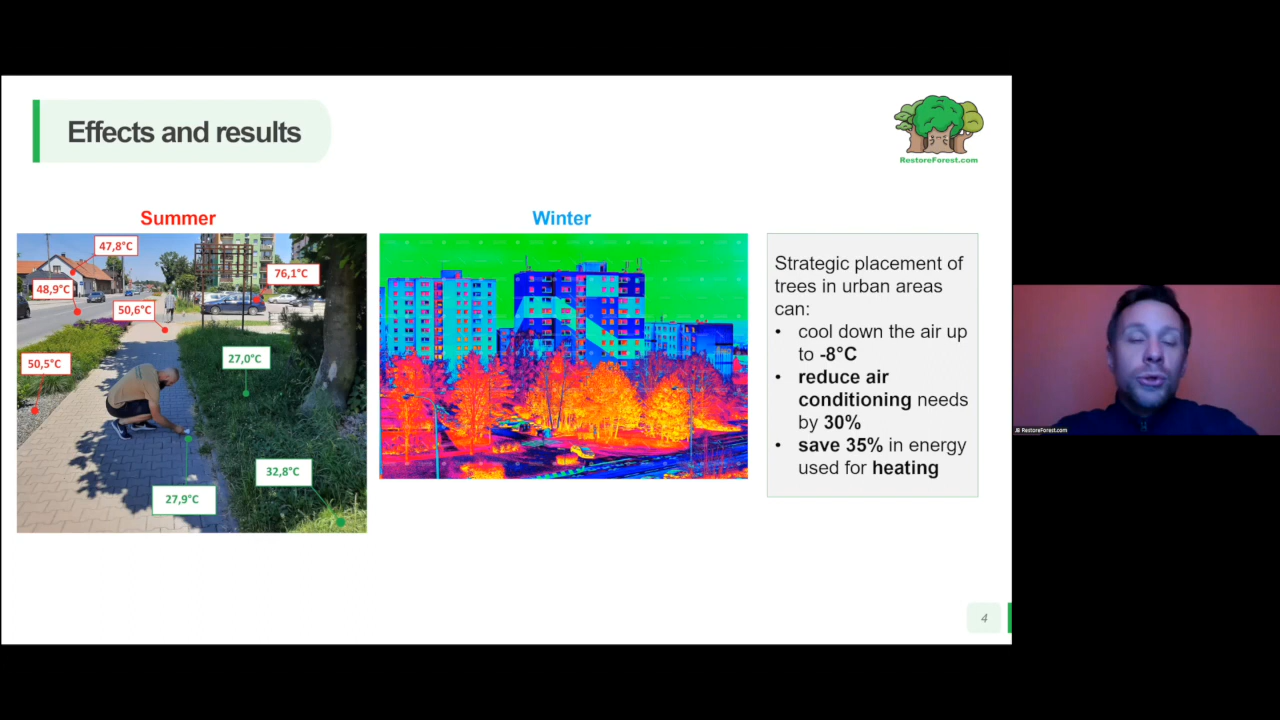 Effects and results
RestoreForest.com
Summer
Winter
47,8°C
48,9°C
76,1°C
50,6°C
50,5°C
27,0°C
32,8°C
27,9°C
Strategic placement of
trees in urban areas
can:
• cool down the air up
to -8°C
• reduce air
conditioning needs
by 30%
• save 35% in energy
used for heating
4
RestoreForest.com